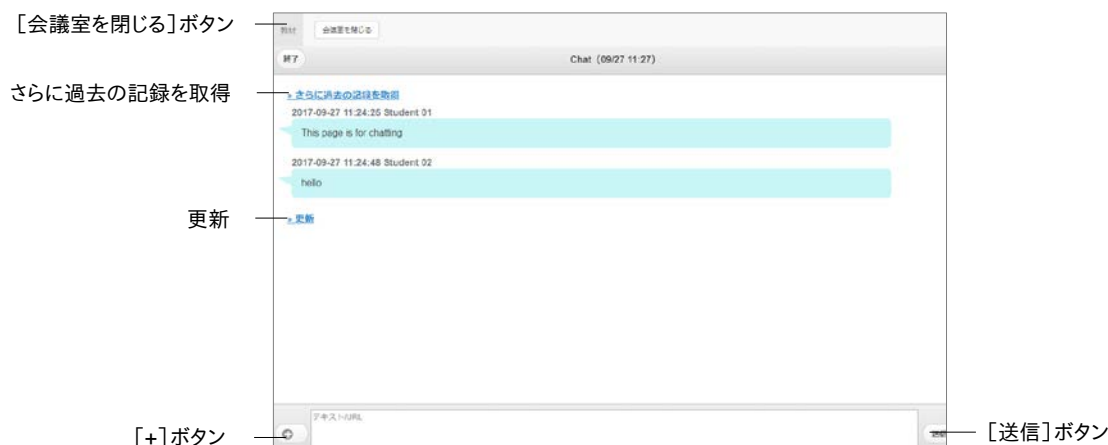 ［会議室を閉じる］ボタン
教材 会議室を閉じる
終了 Chat (09/27 11:27)
さらに過去の記録を取得
» さらに過去の記録を取得
2017-09-27 11:24:25 Student 01
This page is for chatting
2017-09-27 11:24:48 Student 02
hello
更新
» 更新
テキスト/URL
［+］ボタン
送信
［送信］ボタン